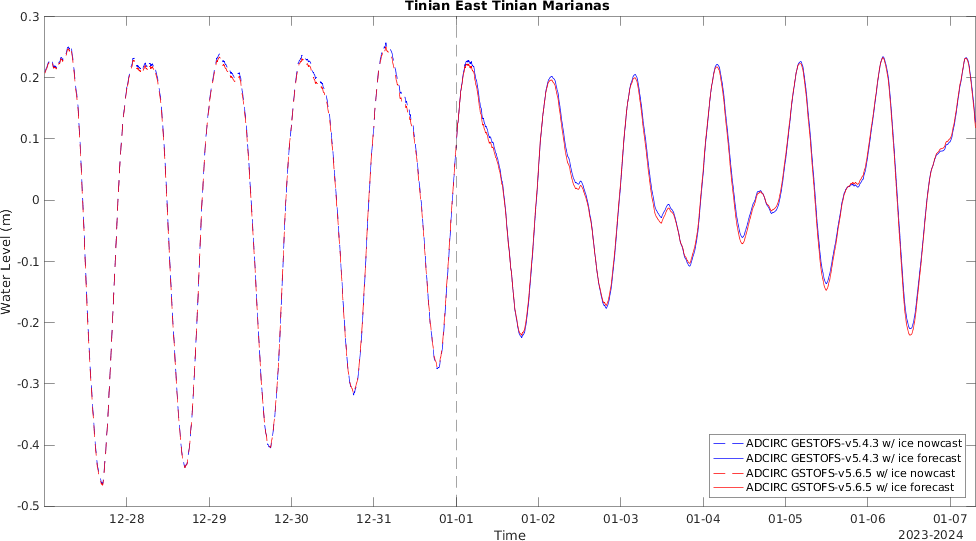 Tinian East Tinian Marianas
0.3
0.2
0.1
0
-0.1
-0.2
-0.3
-0.4
-0.5
Water Level (m)
ADCIRC GESTOFS-v5.4.3 w/ ice nowcast
ADCIRC GESTOFS-v5.4.3 w/ ice forecast
ADCIRC GSTOFS-v5.6.5 w/ ice nowcast
ADCIRC GSTOFS-v5.6.5 w/ ice forecast
12-28 12-29 12-30 12-31 01-01 01-02 01-03 01-04 01-05 01-06 01-07
Time
2023-2024